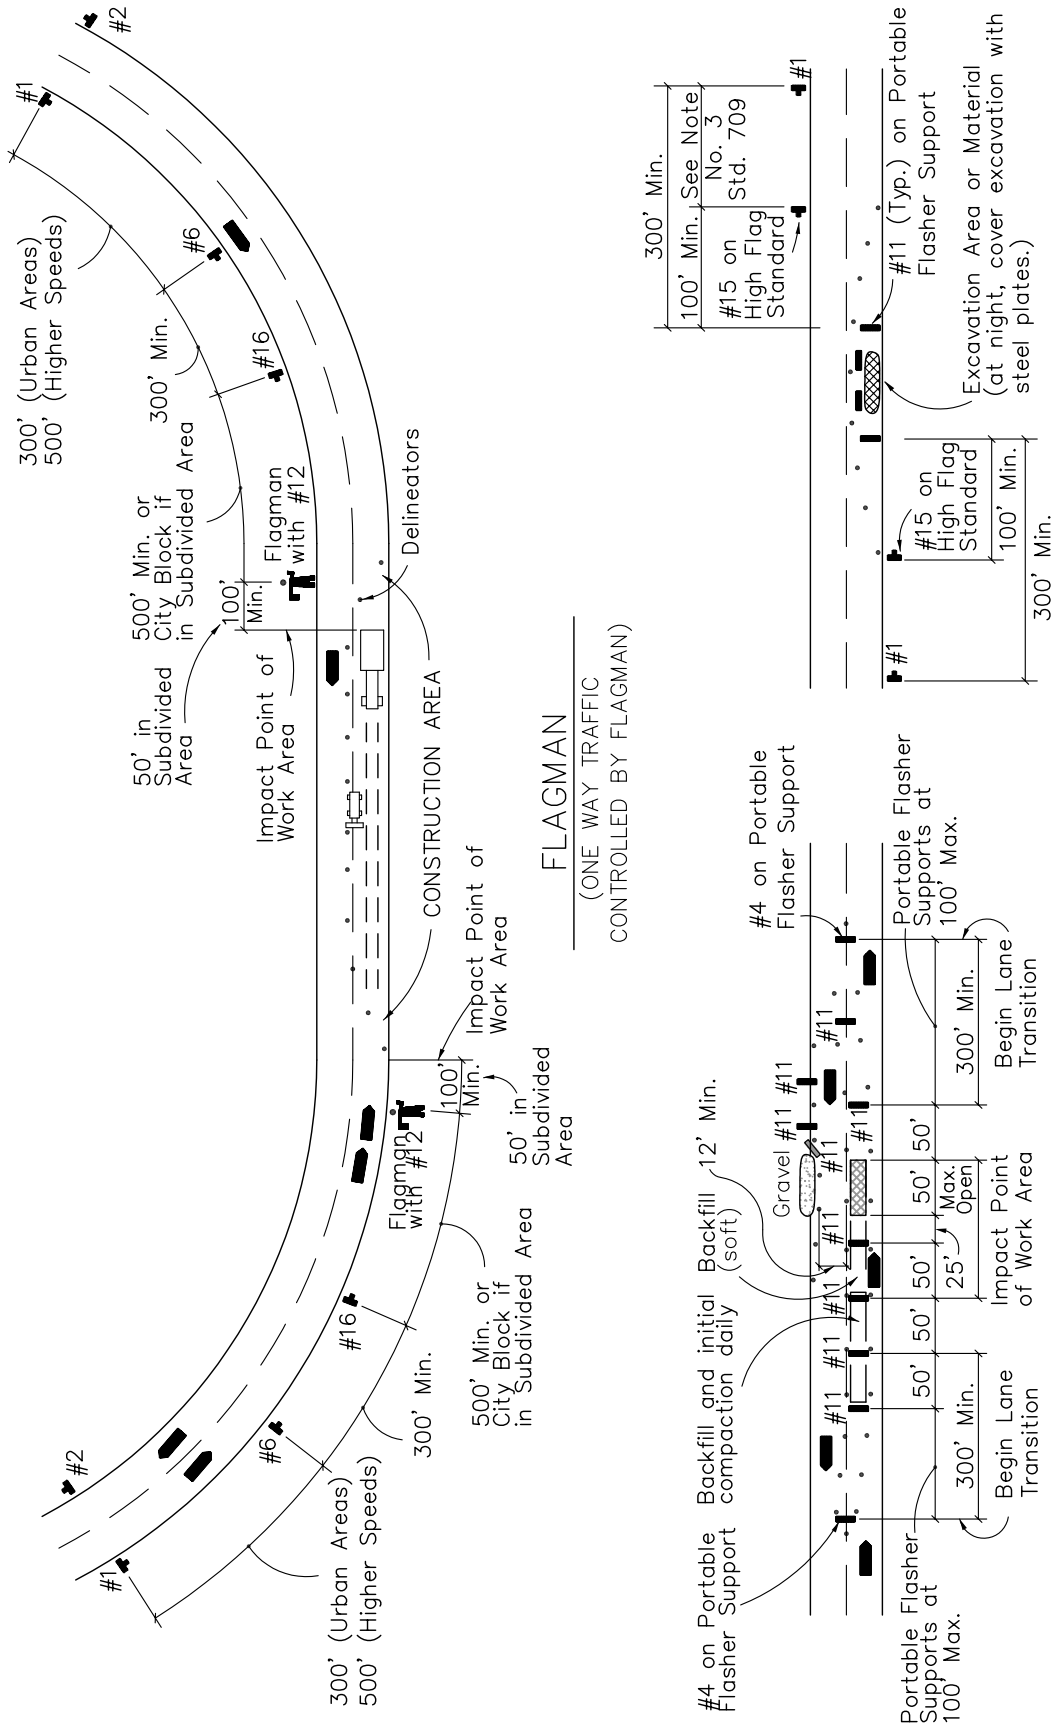 #2
#1
300' (Urban Areas)
500' (Higher Speeds)
#6
300' Min.
#16
500' Min. or
City Block if
in Subdivided Area
Flagman
with #12
100'
Min.
50' in
Subdivided
Area
Impact Point of
Work Area
Delineators
CONSTRUCTION AREA
Impact Point of
Work Area
100'
Min.
50' in
Subdivided
Area
Flagman
with #12
500' Min. or
City Block if
in Subdivided Area
#16
300' Min.
#6
#2
#1
300' (Urban Areas)
500' (Higher Speeds)
FLAGMAN
(ONE WAY TRAFFIC
CONTROLLED BY FLAGMAN)
#4 on Portable
Flasher Support
Backfill and initial
compaction daily
Backfill
(soft)
12' Min.
Gravel
#11
#11
#11
#4 on Portable
Flasher Support
#11
#11
#11
#11
#11
#11
50'
50'
50'
50'
50'
25'
Max.
Open
300' Min.
300' Min.
Portable Flasher
Supports at
100' Max.
Begin Lane
Transition
Impact Point
of Work Area
Begin Lane
Transition
Portable Flasher
Supports at
100' Max.
300' Min.
100' Min.
See Note
No. 3
Std. 709
#15 on
High Flag
Standard
#1
#1
#15 on
High Flag
Standard
100' Min.
300' Min.
#11 (Typ.) on Portable
Flasher Support
Excavation Area or Material
(at night, cover excavation with
steel plates.)